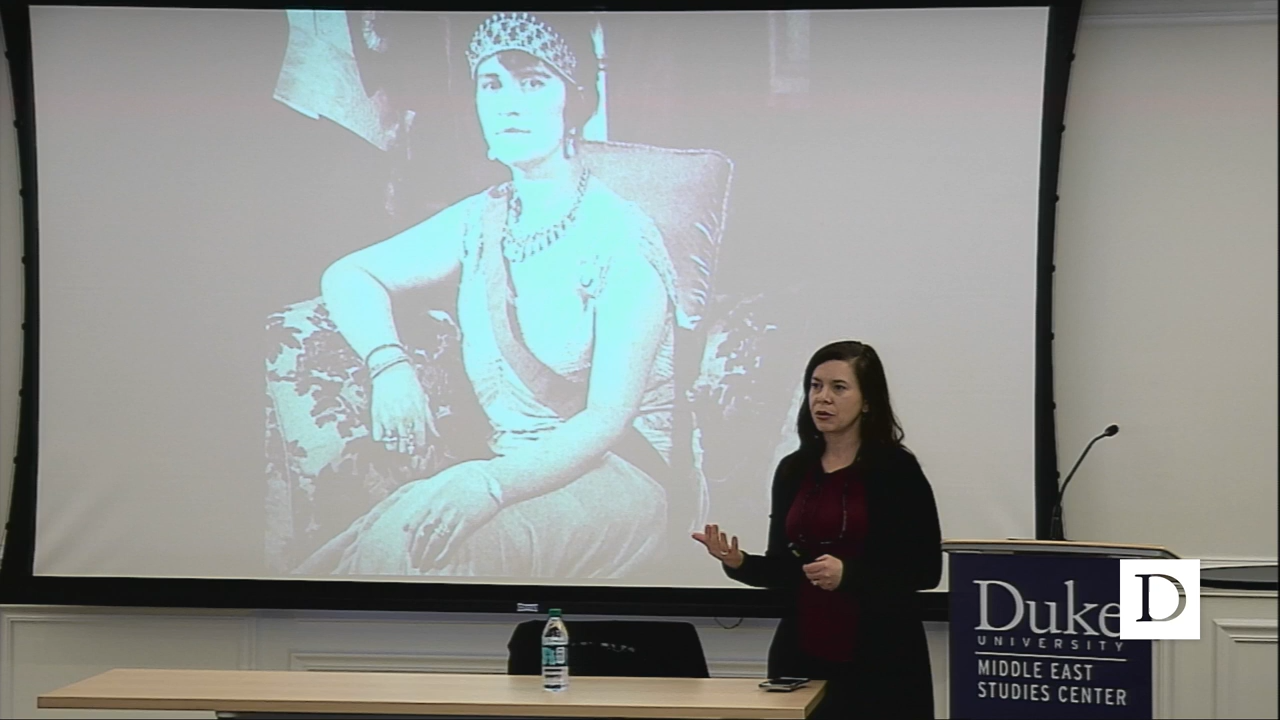 Duke
UNIVERSITY
MIDDLE EAST
STUDIES CENTER
D